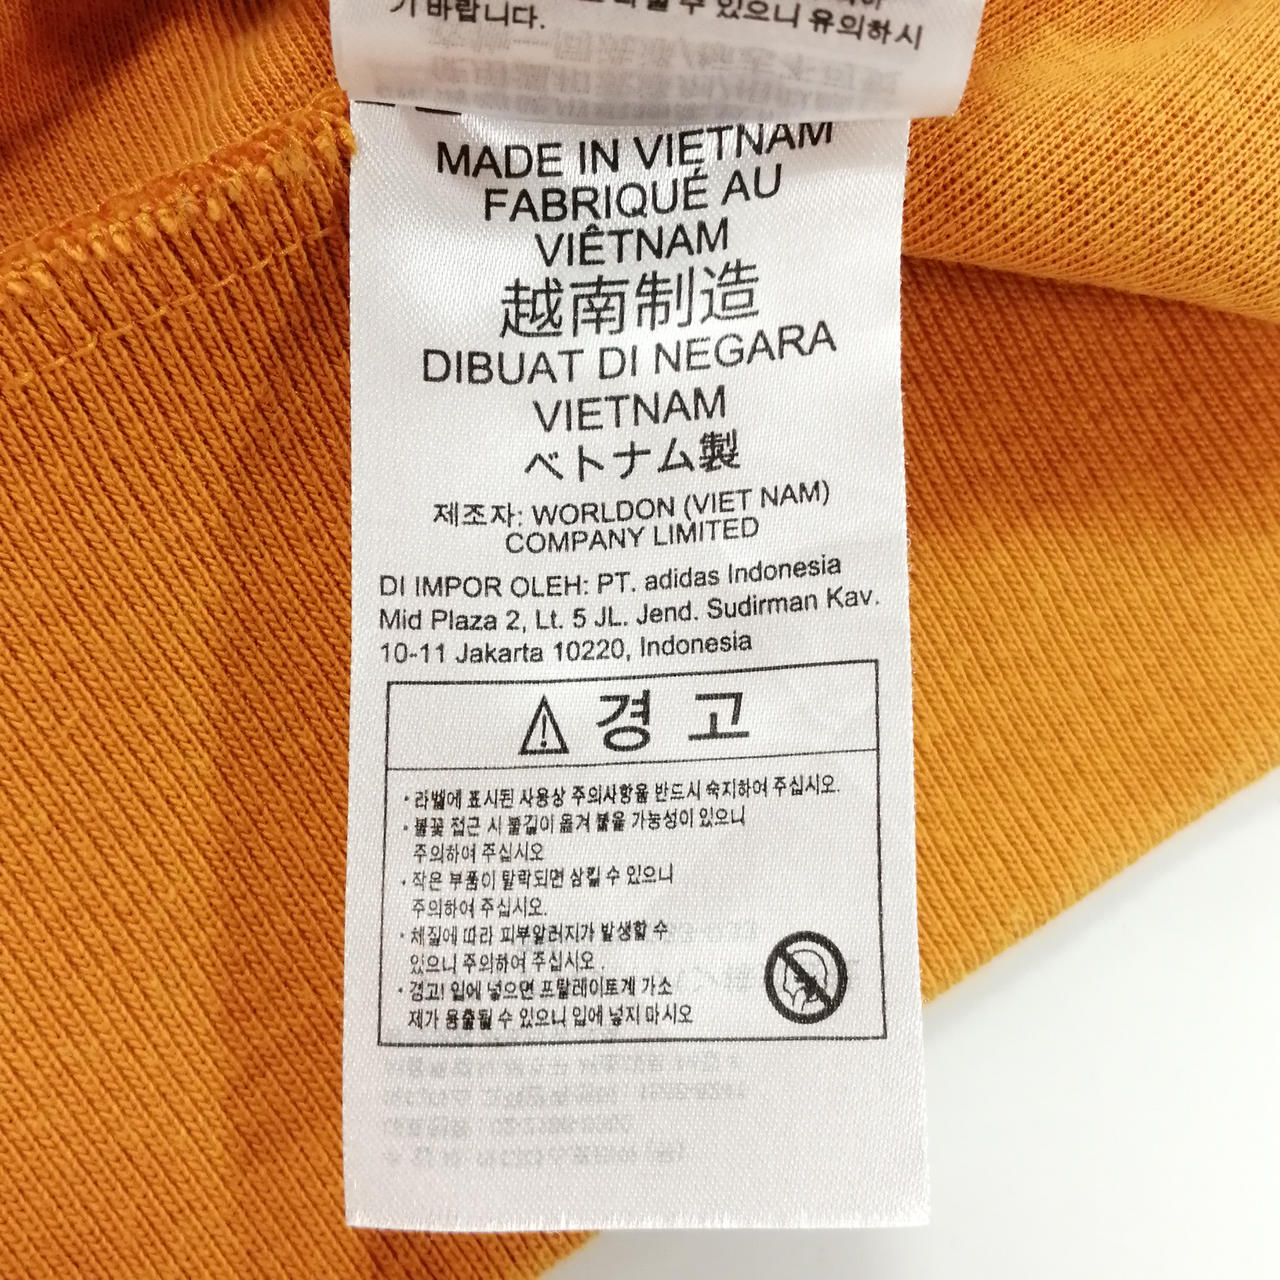 수 있으니 유의하시
기 바랍니다.
MADE IN VIETNAM
FABRIQUÉ AU
VIÊTNAM
越南制造
DIBUAT DI NEGARA
VIETNAM
ベトナム製
제조자: WORLDON (VIET NAM)
COMPANY LIMITED
DI IMPOR OLEH: PT. adidas Indonesia
Mid Plaza 2, Lt. 5 JL. Jend. Sudirman Kav.
10-11 Jakarta 10220, Indonesia
경 고
· 라벨에 표시된 사용상 주의사항을 반드시 숙지하여 주십시오.
· 불꽃 접근 시 불길이 옮겨 붙을 가능성이 있으니
주의하여 주십시오
· 작은 부품이 탈락되면 삼킬 수 있으니
주의하여 주십시오.
· 체질에 따라 피부알러지가 발생할 수
있으니 주의하여 주십시오.
· 경고! 입에 넣으면 프탈레이트계 가소
제가 용출될 수 있으니 입에 넣지 마시오